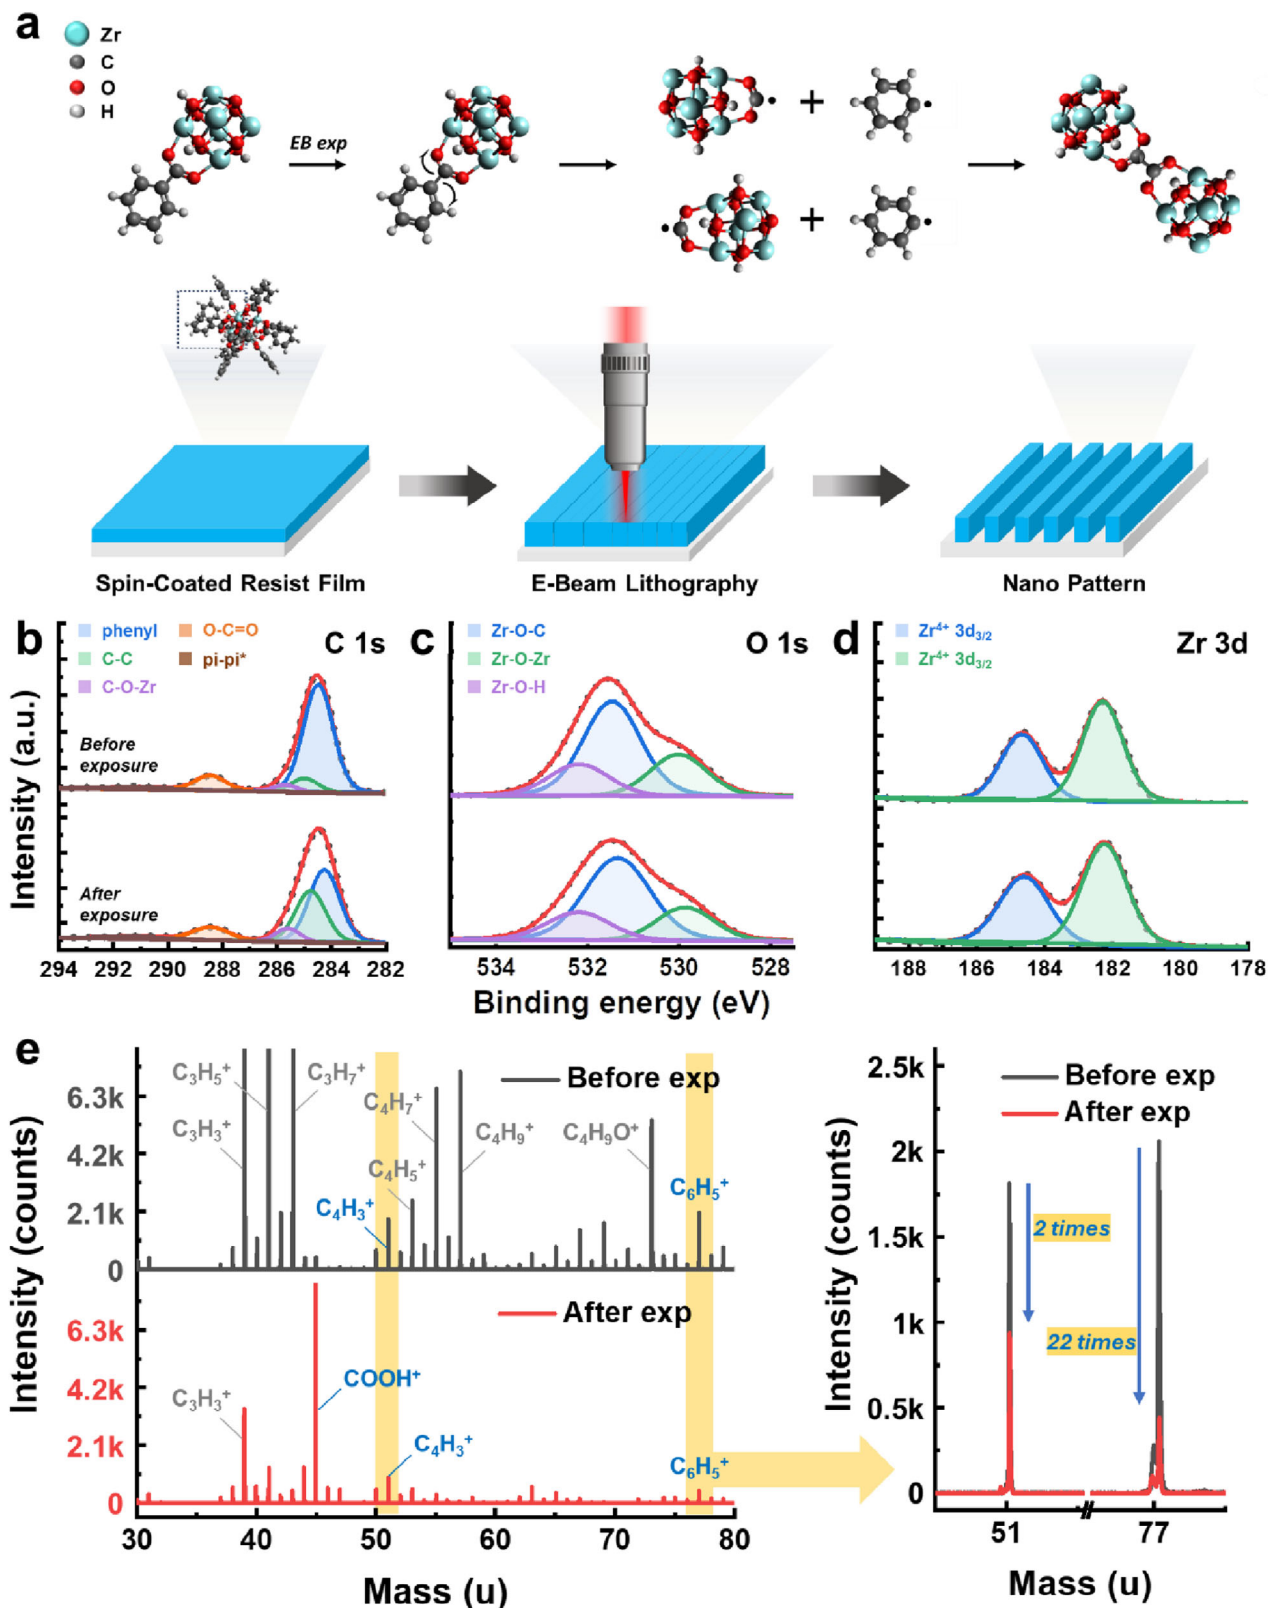 a
Zr
C
O
H
EB exp
+
+
Spin-Coated Resist Film
E-Beam Lithography
Nano Pattern
b
phenyl
O-C=O
C 1s
C-C
pi-pi*
C-O-Zr
Before
exposure
After
exposure
Intensity (a.u.)
294 292 290 288 286 284 282
c
Zr-O-C
O 1s
Zr-O-Zr
Zr-O-H
534 532 530 528
Binding energy (eV)
d
Zr⁴⁺ 3d₃/₂
Zr 3d
Zr⁴⁺ 3d₃/₂
188 186 184 182 180 178
e
Before exp
C₃H₅⁺
C₃H₇⁺
C₃H₃⁺
C₄H₇⁺
C₄H₉⁺
C₄H₉O⁺
C₄H₅⁺
C₄H₃⁺
C₆H₅⁺
6.3k
4.2k
2.1k
0
After exp
C₃H₃⁺
COOH⁺
C₄H₃⁺
C₆H₅⁺
6.3k
4.2k
2.1k
0
Intensity (counts)
30 40 50 60 70 80
Mass (u)
Before exp
After exp
2 times
22 times
2.5k
2k
1.5k
1k
0.5k
0
Intensity (counts)
51 77
Mass (u)